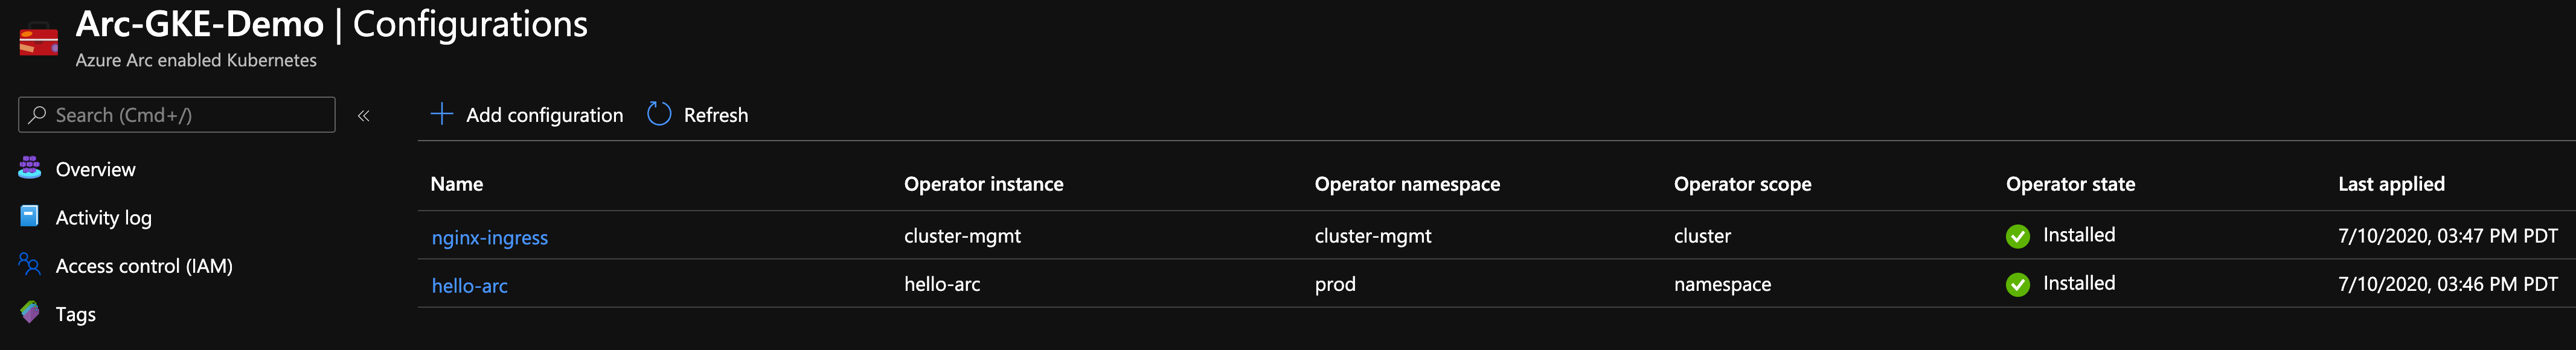 Arc-GKE-Demo | Configurations
Azure Arc enabled Kubernetes
Search (Cmd+/)
«
Add configuration Refresh
Overview
Activity log
Access control (IAM)
Tags
Name Operator instance Operator namespace Operator scope Operator state Last applied
nginx-ingress cluster-mgmt cluster-mgmt cluster Installed 7/10/2020, 03:47 PM PDT
hello-arc hello-arc prod namespace Installed 7/10/2020, 03:46 PM PDT